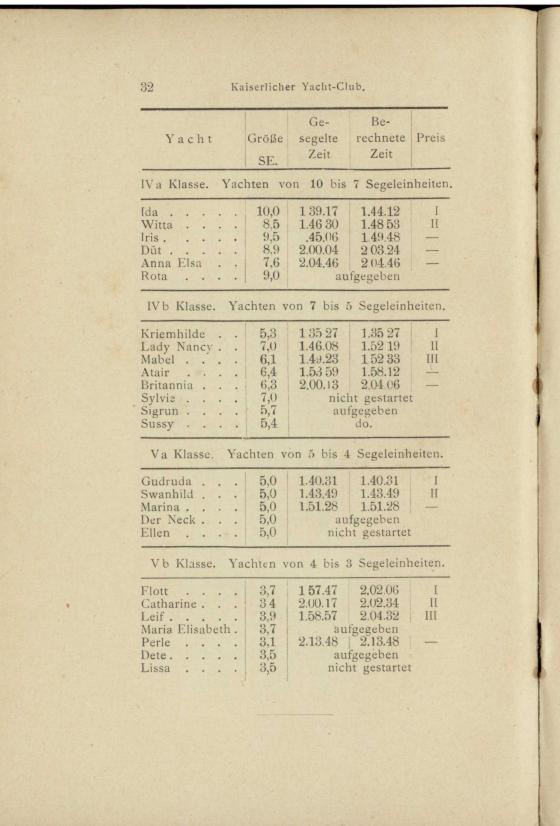 32 Kaiserlicher Yacht-Club.
Yacht Größe SE. Gesegelte Zeit Berechnete Zeit Preis
IVa Klasse. Yachten von 10 bis 7 Segeleinheiten.
Ida . . . . . 10,0 1 39.17 1.44.12 I
Witta . . . . 8,5 1.46 30 1.48 53 II
Iris . . . . . 9,5 .45.06 1.49.48 —
Düt . . . . . 8,9 2.00.04 2 03.24 —
Anna Elsa . . 7,6 2.04.46 2 04.46 —
Rota . . . . 9,0 aufgegeben
IVb Klasse. Yachten von 7 bis 5 Segeleinheiten.
Kriemhilde . . 5,3 1 35 27 1.35 27 I
Lady Nancy . . 7,0 1.46.08 1.52 19 II
Mabel . . . . 6,1 1.49.23 1 52 33 III
Atair . . . . 6,4 1.53 59 1.58.12 —
Britannia . . . 6,3 2.00.13 2.04 06 —
Sylvie . . . . 7,0 nicht gestartet
Sigrun . . . . 5,7 aufgegeben
Sussy . . . . 5,4 do.
Va Klasse. Yachten von 5 bis 4 Segeleinheiten.
Gudruda . . . 5,0 1.40.31 1.40.31 I
Swanhild . . . 5,0 1.43.49 1.43.49 II
Marina . . . . 5,0 1.51.28 1.51.28 —
Der Neck . . . 5,0 aufgegeben
Ellen . . . . 5,0 nicht gestartet
Vb Klasse. Yachten von 4 bis 3 Segeleinheiten.
Flott . . . . 3,7 1 57.47 2.02.06 I
Catharine . . . 3 4 2.00.17 2.02.34 II
Leif . . . . . 3,9 1.58.57 2.04.32 III
Maria Elisabeth . 3,7 aufgegeben
Perle . . . . 3,1 2.13.48 2.13.48 —
Dete . . . . . 3,5 aufgegeben
Lissa . . . . 3,5 nicht gestartet